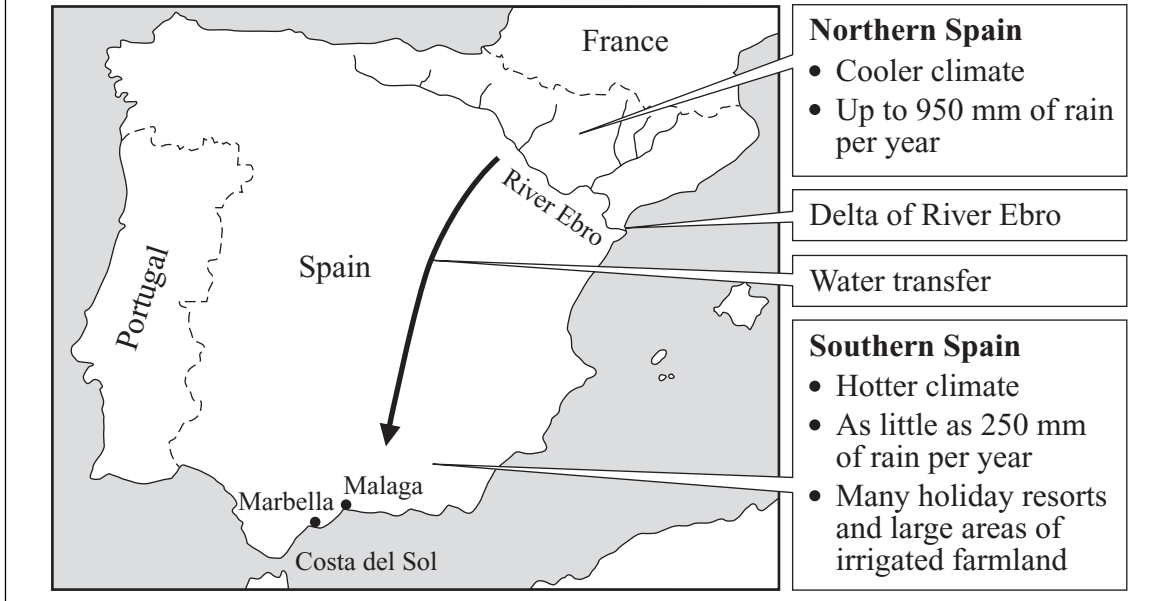 France
River Ebro
Spain
Portugal
Malaga
Marbella
Costa del Sol
Northern Spain
• Cooler climate
• Up to 950 mm of rain
per year
Delta of River Ebro
Water transfer
Southern Spain
• Hotter climate
• As little as 250 mm
of rain per year
• Many holiday resorts
and large areas of
irrigated farmland